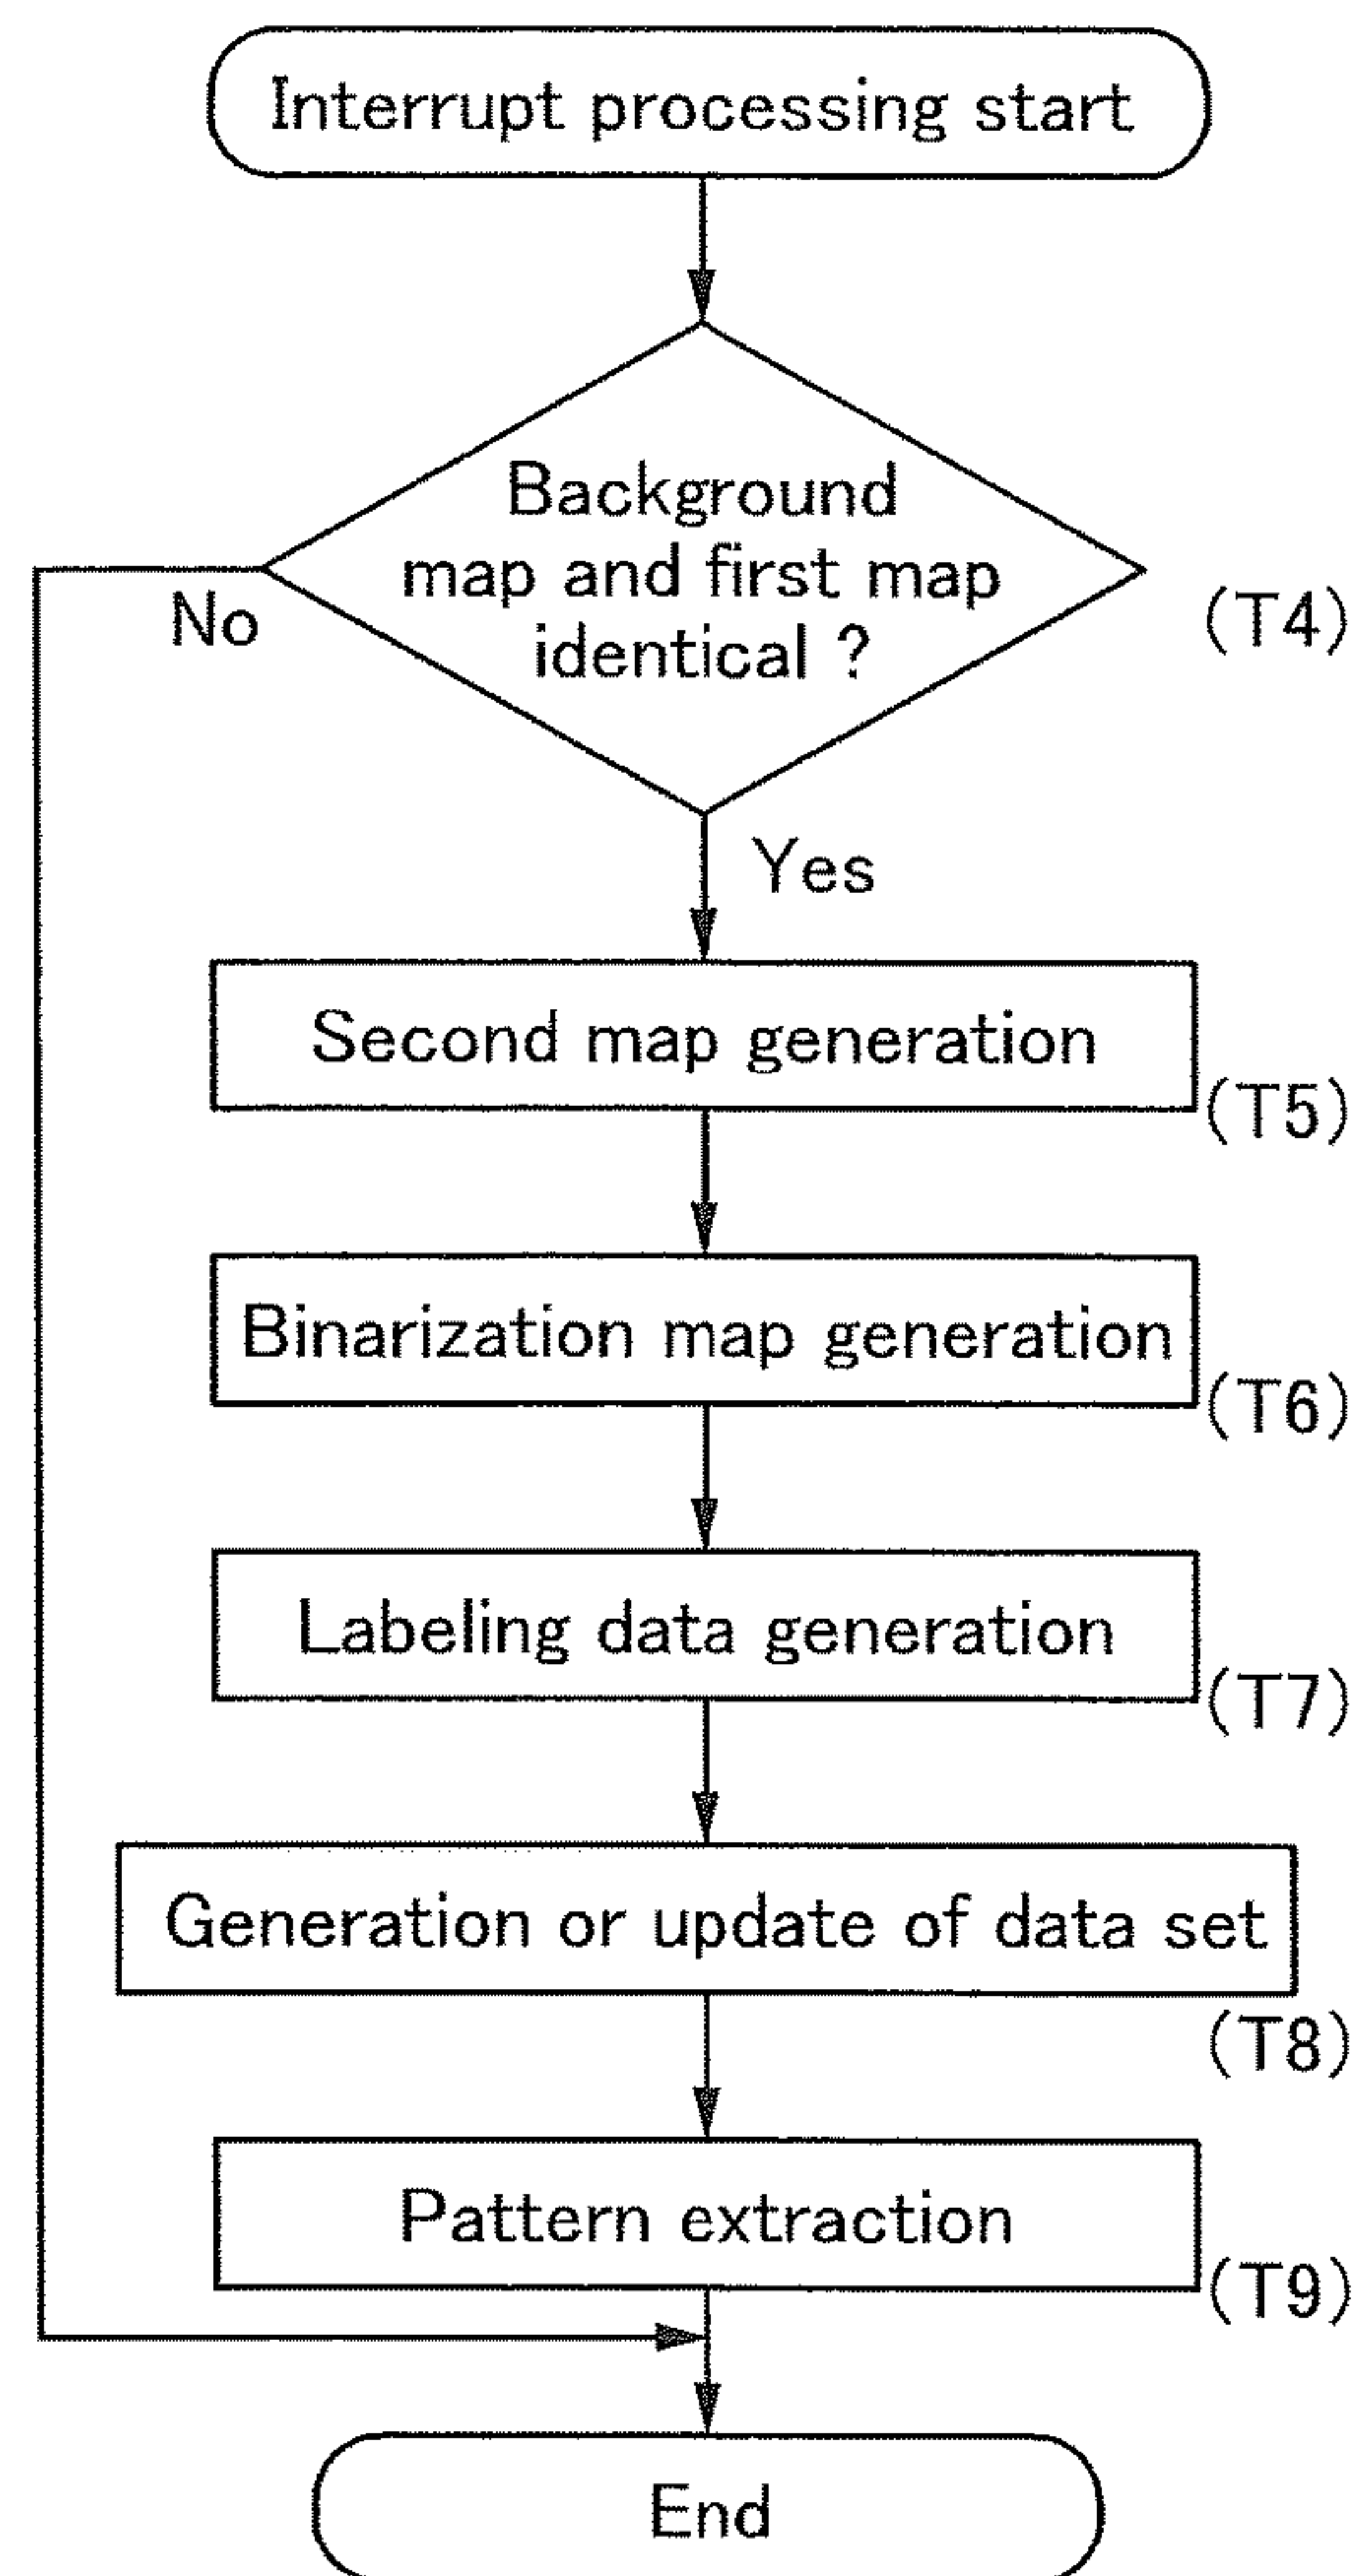 Interrupt processing start
Background
map and first map
identical ?
(T4)
No
Yes
Second map generation
(T5)
Binarization map generation
(T6)
Labeling data generation
(T7)
Generation or update of data set
(T8)
Pattern extraction
(T9)
End